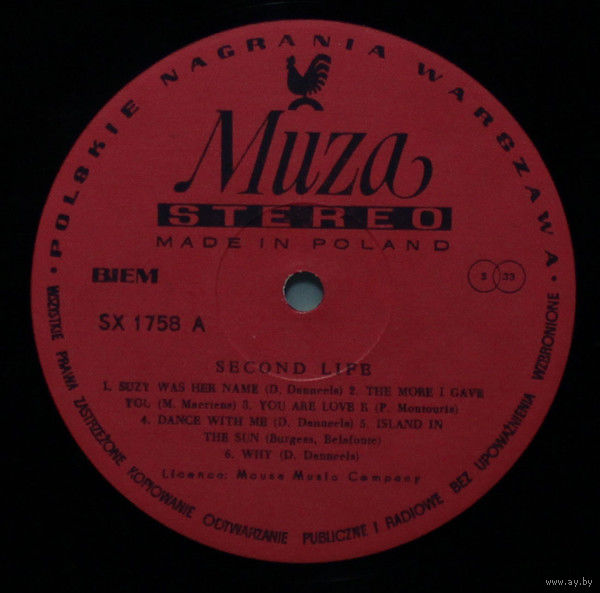 POLSKIE NAGRANIA WARSZAWA
Muza
STEREO
MADE IN POLAND
BIEM
S 33
SX 1758 A
SECOND LIFE
1. SUZY WAS HER NAME (D. Danneels) 2. THE MORE I GAVE
YOL (M. Maeriens) 3. YOU ARE LOVE R (P. Montouris)
4. DANCE WITH ME (D. Danneels) 5. ISLAND IN
THE SUN (Burgess, Belafonte)
6. WHY (D. Danneels)
Licence: Mouse Music Company
WSZYSTKIE PRAWA ZASTRZEŻONE KOPIOWANIE ODTWARZANIE PUBLICZNE I RADIOWE BEZ UPOWAŻNIENIA WZBRONIONE
www.ay.by